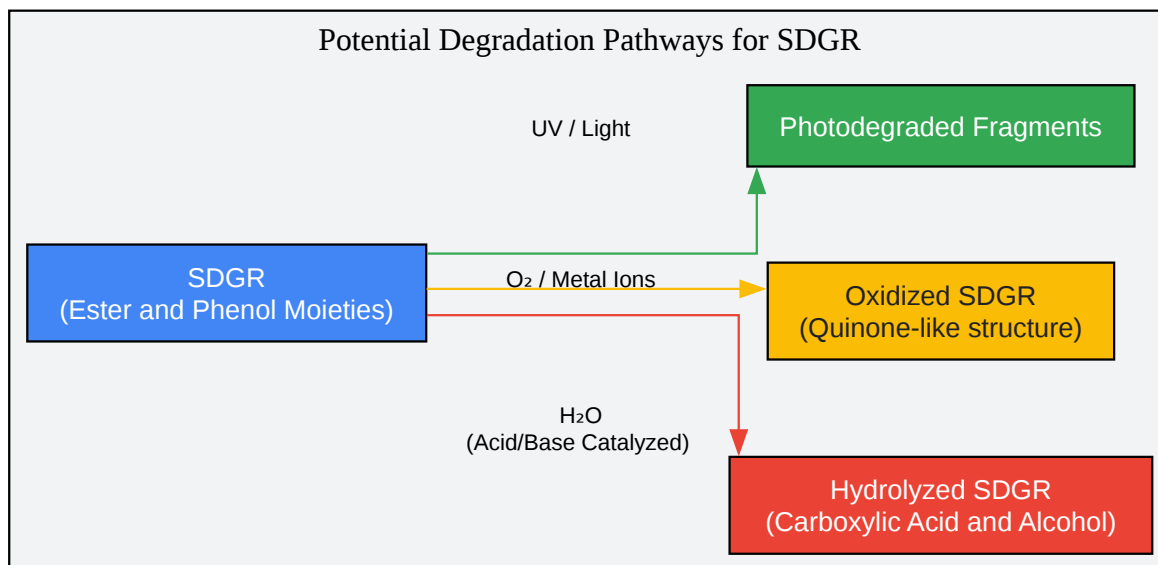 Potential Degradation Pathways for SDGR
UV / Light
Photodegraded Fragments
SDGR
(Ester and Phenol Moieties)
O₂ / Metal Ions
Oxidized SDGR
(Quinone-like structure)
H₂O
(Acid/Base Catalyzed)
Hydrolyzed SDGR
(Carboxylic Acid and Alcohol)